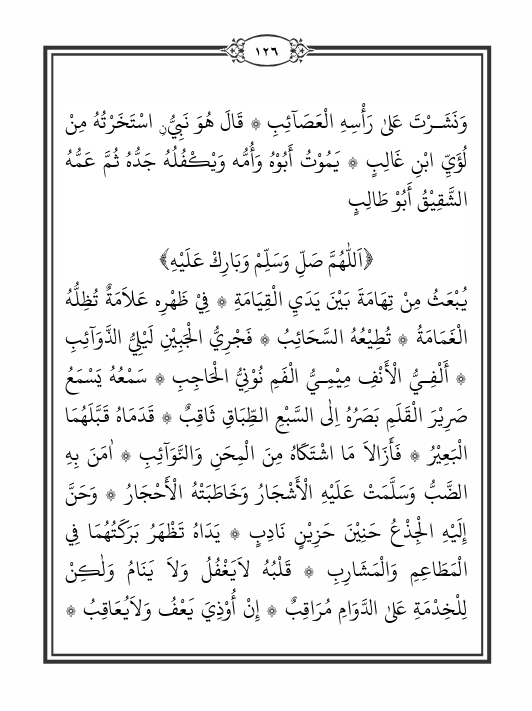 ١٢٦
وَنَشَرْتَ عَلىٰ رَأْسِهِ الْعَصَآئِبِ ۞ قَالَ هُوَ نَبِيُّنِ اسْتَخَرْتُهُ مِنْ
لُؤَيِّ ابْنِ غَالِبٍ ۞ يَمُوْتُ أَبُوْهُ وَأُمُّه وَيْكْفُلُهُ جَدُّهُ ثُمَّ عَمُّهُ
الشَّقِيْقُ أَبُوْ طَالِبٍ
﴿اَللّٰهُمَّ صَلِّ وَسَلِّمْ وَبَارِكْ عَلَيْهِ﴾
يُبْعَثُ مِنْ تِهَامَةَ بَيْنَ يَدَيِ الْقِيَامَةِ ۞ فِيْ ظَهْرِهِ عَلاَمَةٌ تُظِلُّهُ
الْغَمَامَةُ ۞ تُطِيْعُهُ السَّحَائِبُ ۞ فَجْرِيُّ الْجَبِيْنِ لَيْلِيُّ الذَّوَآئِبِ
۞ أَلْفِيُّ الْأَنْفِ مِيْمِيُّ الْفَمِ نُوْنِيُّ الْحَاجِبِ ۞ سَمْعُهُ يَسْمَعُ
صَرِيْرَ الْقَلَمِ بَصَرُهُ اِلٰى السَّبْعِ الطِّبَاقِ ثَاقِبٌ ۞ قَدَمَاهُ قَبَّلَهُمَا
الْبَعِيْرُ ۞ فَأَزَالاَ مَا اشْتَكَاهُ مِنَ الْمِحَنِ وَالنَّوَآئِبِ ۞ اٰمَنَ بِهِ
الضَّبُّ وَسَلَّمَتْ عَلَيْهِ الْأَشْجَارُ وَخَاطَبَتْهُ الْأَحْجَارُ ۞ وَحَنَّ
إِلَيْهِ الْجِذْعُ حَنِيْنَ حَزِيْنٍ نَادِبٍ ۞ يَدَاهُ تَظْهَرُ بَرَكَتُهُمَا فِي
الْمَطَاعِمِ وَالْمَشَارِبِ ۞ قَلْبُهُ لاَيَغْفُلُ وَلاَ يَنَامُ وَلٰكِنْ
لِلْخِدْمَةِ عَلىَ الدَّوَامِ مُرَاقِبٌ ۞ إِنْ أُوْذِيَ يَعْفُ وَلاَيُعَاقِبُ ۞